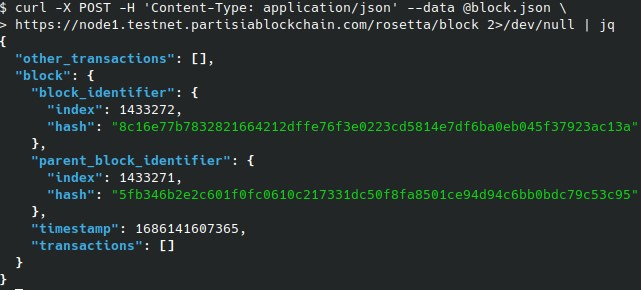 $ curl -X POST -H 'Content-Type: application/json' --data @block.json \
> https://node1.testnet.partisiablockchain.com/rosetta/block 2>/dev/null | jq
{
  "other_transactions": [],
  "block": {
    "block_identifier": {
      "index": 1433272,
      "hash": "8c16e77b7832821664212dffe76f3e0223cd5814e7df6ba0eb045f37923ac13a"
    },
    "parent_block_identifier": {
      "index": 1433271,
      "hash": "5fb346b2e2c601f0fc0610c217331dc50f8fa8501ce94d94c6bb0bdc79c53c95"
    },
    "timestamp": 1686141607365,
    "transactions": []
  }
}